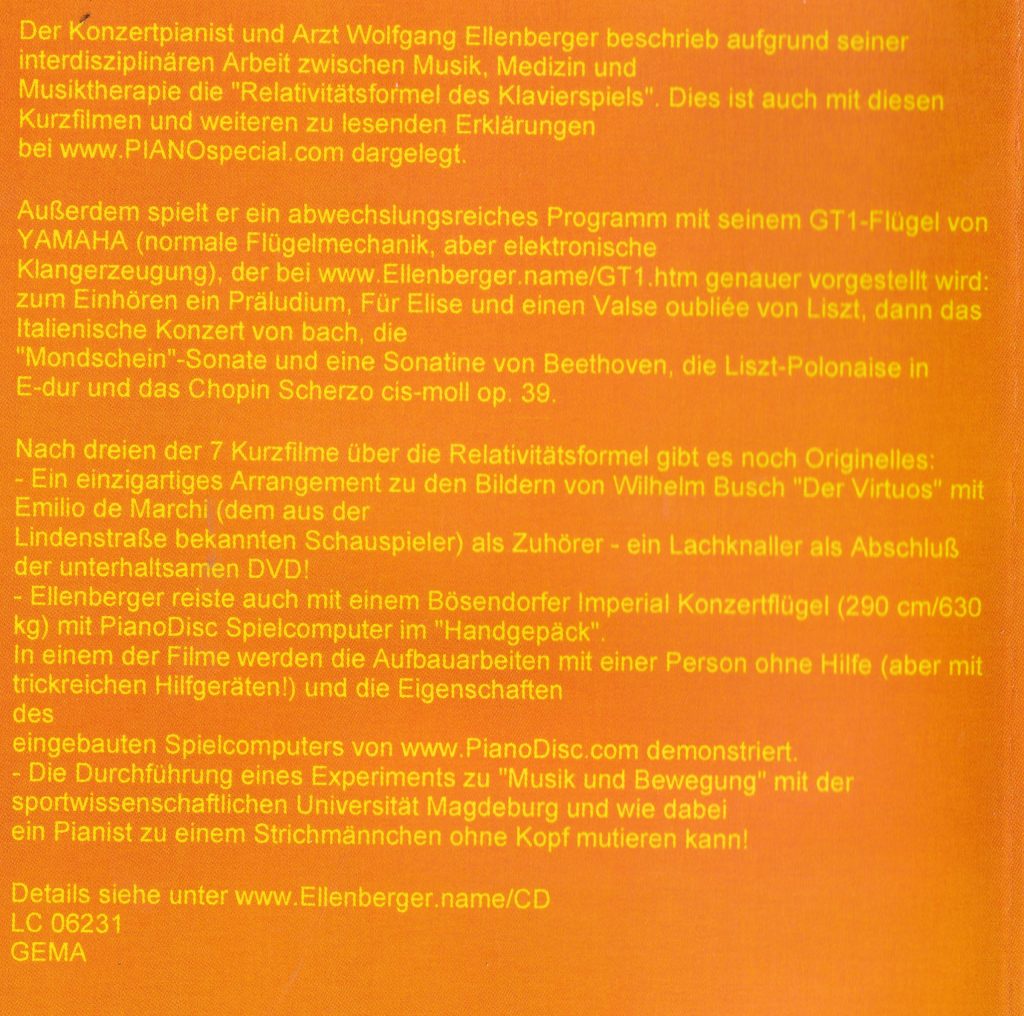 Der Konzertpianist und Arzt Wolfgang Ellenberger beschrieb aufgrund seiner
interdisziplinären Arbeit zwischen Musik, Medizin und
Musiktherapie die "Relativitätsformel des Klavierspiels". Dies ist auch mit diesen
Kurzfilmen und weiteren zu lesenden Erklärungen
bei www.PIANOspecial.com dargelegt.

Außerdem spielt er ein abwechslungsreiches Programm mit seinem GT1-Flügel von
YAMAHA (normale Flügelmechanik, aber elektronische
Klangerzeugung), der bei www.Ellenberger.name/GT1.htm genauer vorgestellt wird:
zum Einhören ein Präludium, Für Elise und einen Valse oubliée von Liszt, dann das
Italienische Konzert von bach, die
"Mondschein"-Sonate und eine Sonatine von Beethoven, die Liszt-Polonaise in
E-dur und das Chopin Scherzo cis-moll op. 39.

Nach dreien der 7 Kurzfilme über die Relativitätsformel gibt es noch Originelles:
- Ein einzigartiges Arrangement zu den Bildern von Wilhelm Busch "Der Virtuos" mit
Emilio de Marchi (dem aus der
Lindenstraße bekannten Schauspieler) als Zuhörer - ein Lachknaller als Abschluß
der unterhaltsamen DVD!
- Ellenberger reiste auch mit einem Bösendorfer Imperial Konzertflügel (290 cm/630
kg) mit PianoDisc Spielcomputer im "Handgepäck".
In einem der Filme werden die Aufbauarbeiten mit einer Person ohne Hilfe (aber mit
trickreichen Hilfgeräten!) und die Eigenschaften
des
eingebauten Spielcomputers von www.PianoDisc.com demonstriert.
- Die Durchführung eines Experiments zu "Musik und Bewegung" mit der
sportwissenschaftlichen Universität Magdeburg und wie dabei
ein Pianist zu einem Strichmännchen ohne Kopf mutieren kann!

Details siehe unter www.Ellenberger.name/CD
LC 06231
GEMA